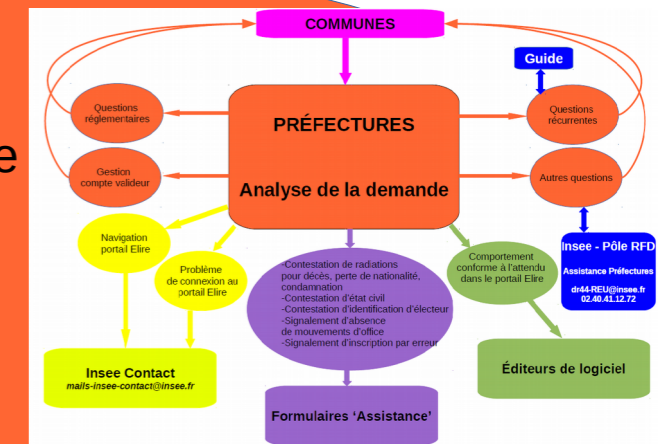 COMMUNES
Guide
e
Questions
réglementaires
PRÉFECTURES
Analyse de la demande
Questions
récurrentes
Gestion
compte valideur
Autres questions
Navigation
portail Elire
Problème
de connexion au
portail Elire
-Contestation de radiations
pour décès, perte de nationalité,
condamnation
-Contestation d'état civil
-Contestation d'identification d'électeur
-Signalement d'absence
de mouvements d'office
-Signalement d'inscription par erreur
Comportement
conforme à l'attendu
dans le portail Elire
Insee - Pôle RFD
Assistance Préfectures
dr44-REU@insee.fr
02.40.41.12.72
Insee Contact
mails-insee-contact@insee.fr
Éditeurs de logiciel
Formulaires 'Assistance'